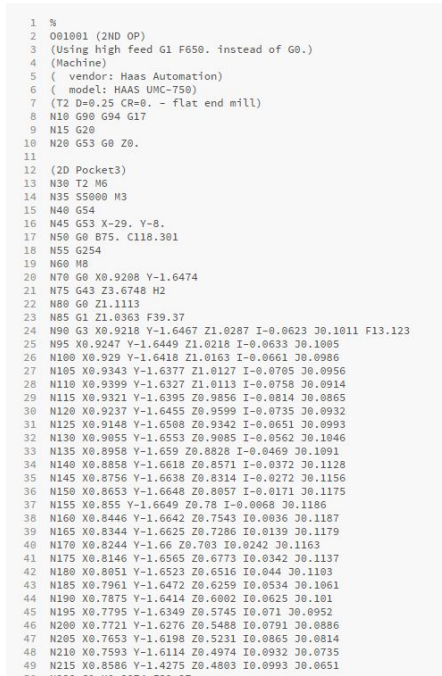 1 %
2 O01001 (2ND OP)
3 (Using high feed G1 F650. instead of G0.)
4 (Machine)
5 (  vendor: Haas Automation)
6 (  model: HAAS UMC-750)
7 (T2 D=0.25 CR=0. - flat end mill)
8 N10 G90 G94 G17
9 N15 G20
10 N20 G53 G0 Z0.
11
12 (2D Pocket3)
13 N30 T2 M6
14 N35 S5000 M3
15 N40 G54
16 N45 G53 X-29. Y-8.
17 N50 G0 B75. C118.301
18 N55 G254
19 N60 M8
20 N70 G0 X0.9208 Y-1.6474
21 N75 G43 Z3.6748 H2
22 N80 G0 Z1.1113
23 N85 G1 Z1.0363 F39.37
24 N90 G3 X0.9218 Y-1.6467 Z1.0287 I-0.0623 J0.1011 F13.123
25 N95 X0.9247 Y-1.6449 Z1.0218 I-0.0633 J0.1005
26 N100 X0.929 Y-1.6418 Z1.0163 I-0.0661 J0.0986
27 N105 X0.9343 Y-1.6377 Z1.0127 I-0.0705 J0.0956
28 N110 X0.9399 Y-1.6327 Z1.0113 I-0.0758 J0.0914
29 N115 X0.9321 Y-1.6395 Z0.9856 I-0.0814 J0.0865
30 N120 X0.9237 Y-1.6455 Z0.9599 I-0.0735 J0.0932
31 N125 X0.9148 Y-1.6508 Z0.9342 I-0.0651 J0.0993
32 N130 X0.9055 Y-1.6553 Z0.9085 I-0.0562 J0.1046
33 N135 X0.8958 Y-1.659 Z0.8828 I-0.0469 J0.1091
34 N140 X0.8858 Y-1.6618 Z0.8571 I-0.0372 J0.1128
35 N145 X0.8756 Y-1.6638 Z0.8314 I-0.0272 J0.1156
36 N150 X0.8653 Y-1.6648 Z0.8057 I-0.0171 J0.1175
37 N155 X0.855 Y-1.6649 Z0.78 I-0.0068 J0.1186
38 N160 X0.8446 Y-1.6642 Z0.7543 I0.0036 J0.1187
39 N165 X0.8344 Y-1.6625 Z0.7286 I0.0139 J0.1179
40 N170 X0.8244 Y-1.66 Z0.703 I0.0242 J0.1163
41 N175 X0.8146 Y-1.6565 Z0.6773 I0.0342 J0.1137
42 N180 X0.8051 Y-1.6523 Z0.6516 I0.044 J0.1103
43 N185 X0.7961 Y-1.6472 Z0.6259 I0.0534 J0.1061
44 N190 X0.7875 Y-1.6414 Z0.6002 I0.0625 J0.101
45 N195 X0.7795 Y-1.6349 Z0.5745 I0.071 J0.0952
46 N200 X0.7721 Y-1.6276 Z0.5488 I0.0791 J0.0886
47 N205 X0.7653 Y-1.6198 Z0.5231 I0.0865 J0.0814
48 N210 X0.7593 Y-1.6114 Z0.4974 I0.0932 J0.0735
49 N215 X0.8586 Y-1.4275 Z0.4803 I0.0993 J0.0651